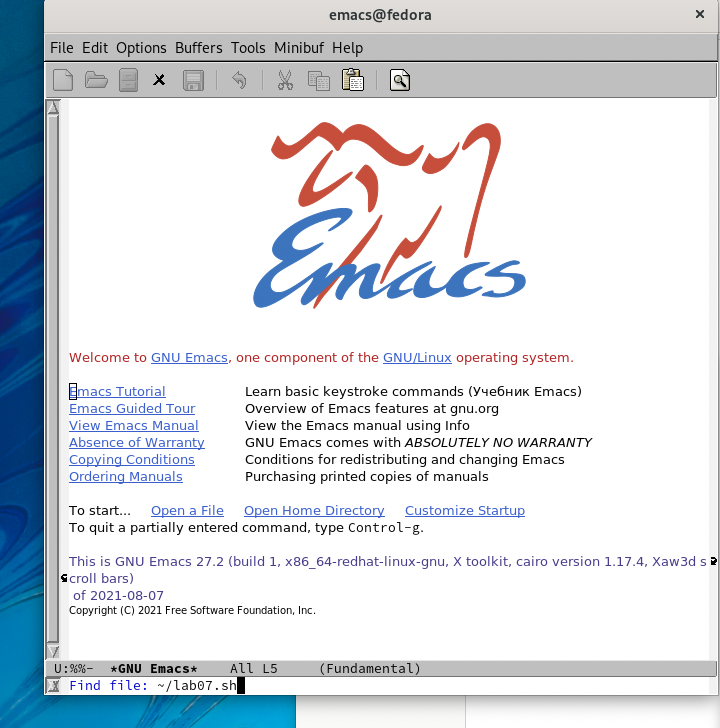 emacs@fedora
File Edit Options Buffers Tools Minibuf Help
Emacs
Welcome to GNU Emacs, one component of the GNU/Linux operating system.
Emacs Tutorial Learn basic keystroke commands (Учебник Emacs)
Emacs Guided Tour Overview of Emacs features at gnu.org
View Emacs Manual View the Emacs manual using Info
Absence of Warranty GNU Emacs comes with ABSOLUTELY NO WARRANTY
Copying Conditions Conditions for redistributing and changing Emacs
Ordering Manuals Purchasing printed copies of manuals
To start... Open a File Open Home Directory Customize Startup
To quit a partially entered command, type Control-g.
This is GNU Emacs 27.2 (build 1, x86_64-redhat-linux-gnu, X toolkit, cairo version 1.17.4, Xaw3d s
croll bars)
of 2021-08-07
Copyright (C) 2021 Free Software Foundation, Inc.
U:%%- *GNU Emacs* All L5 (Fundamental)
Find file: ~/lab07.sh